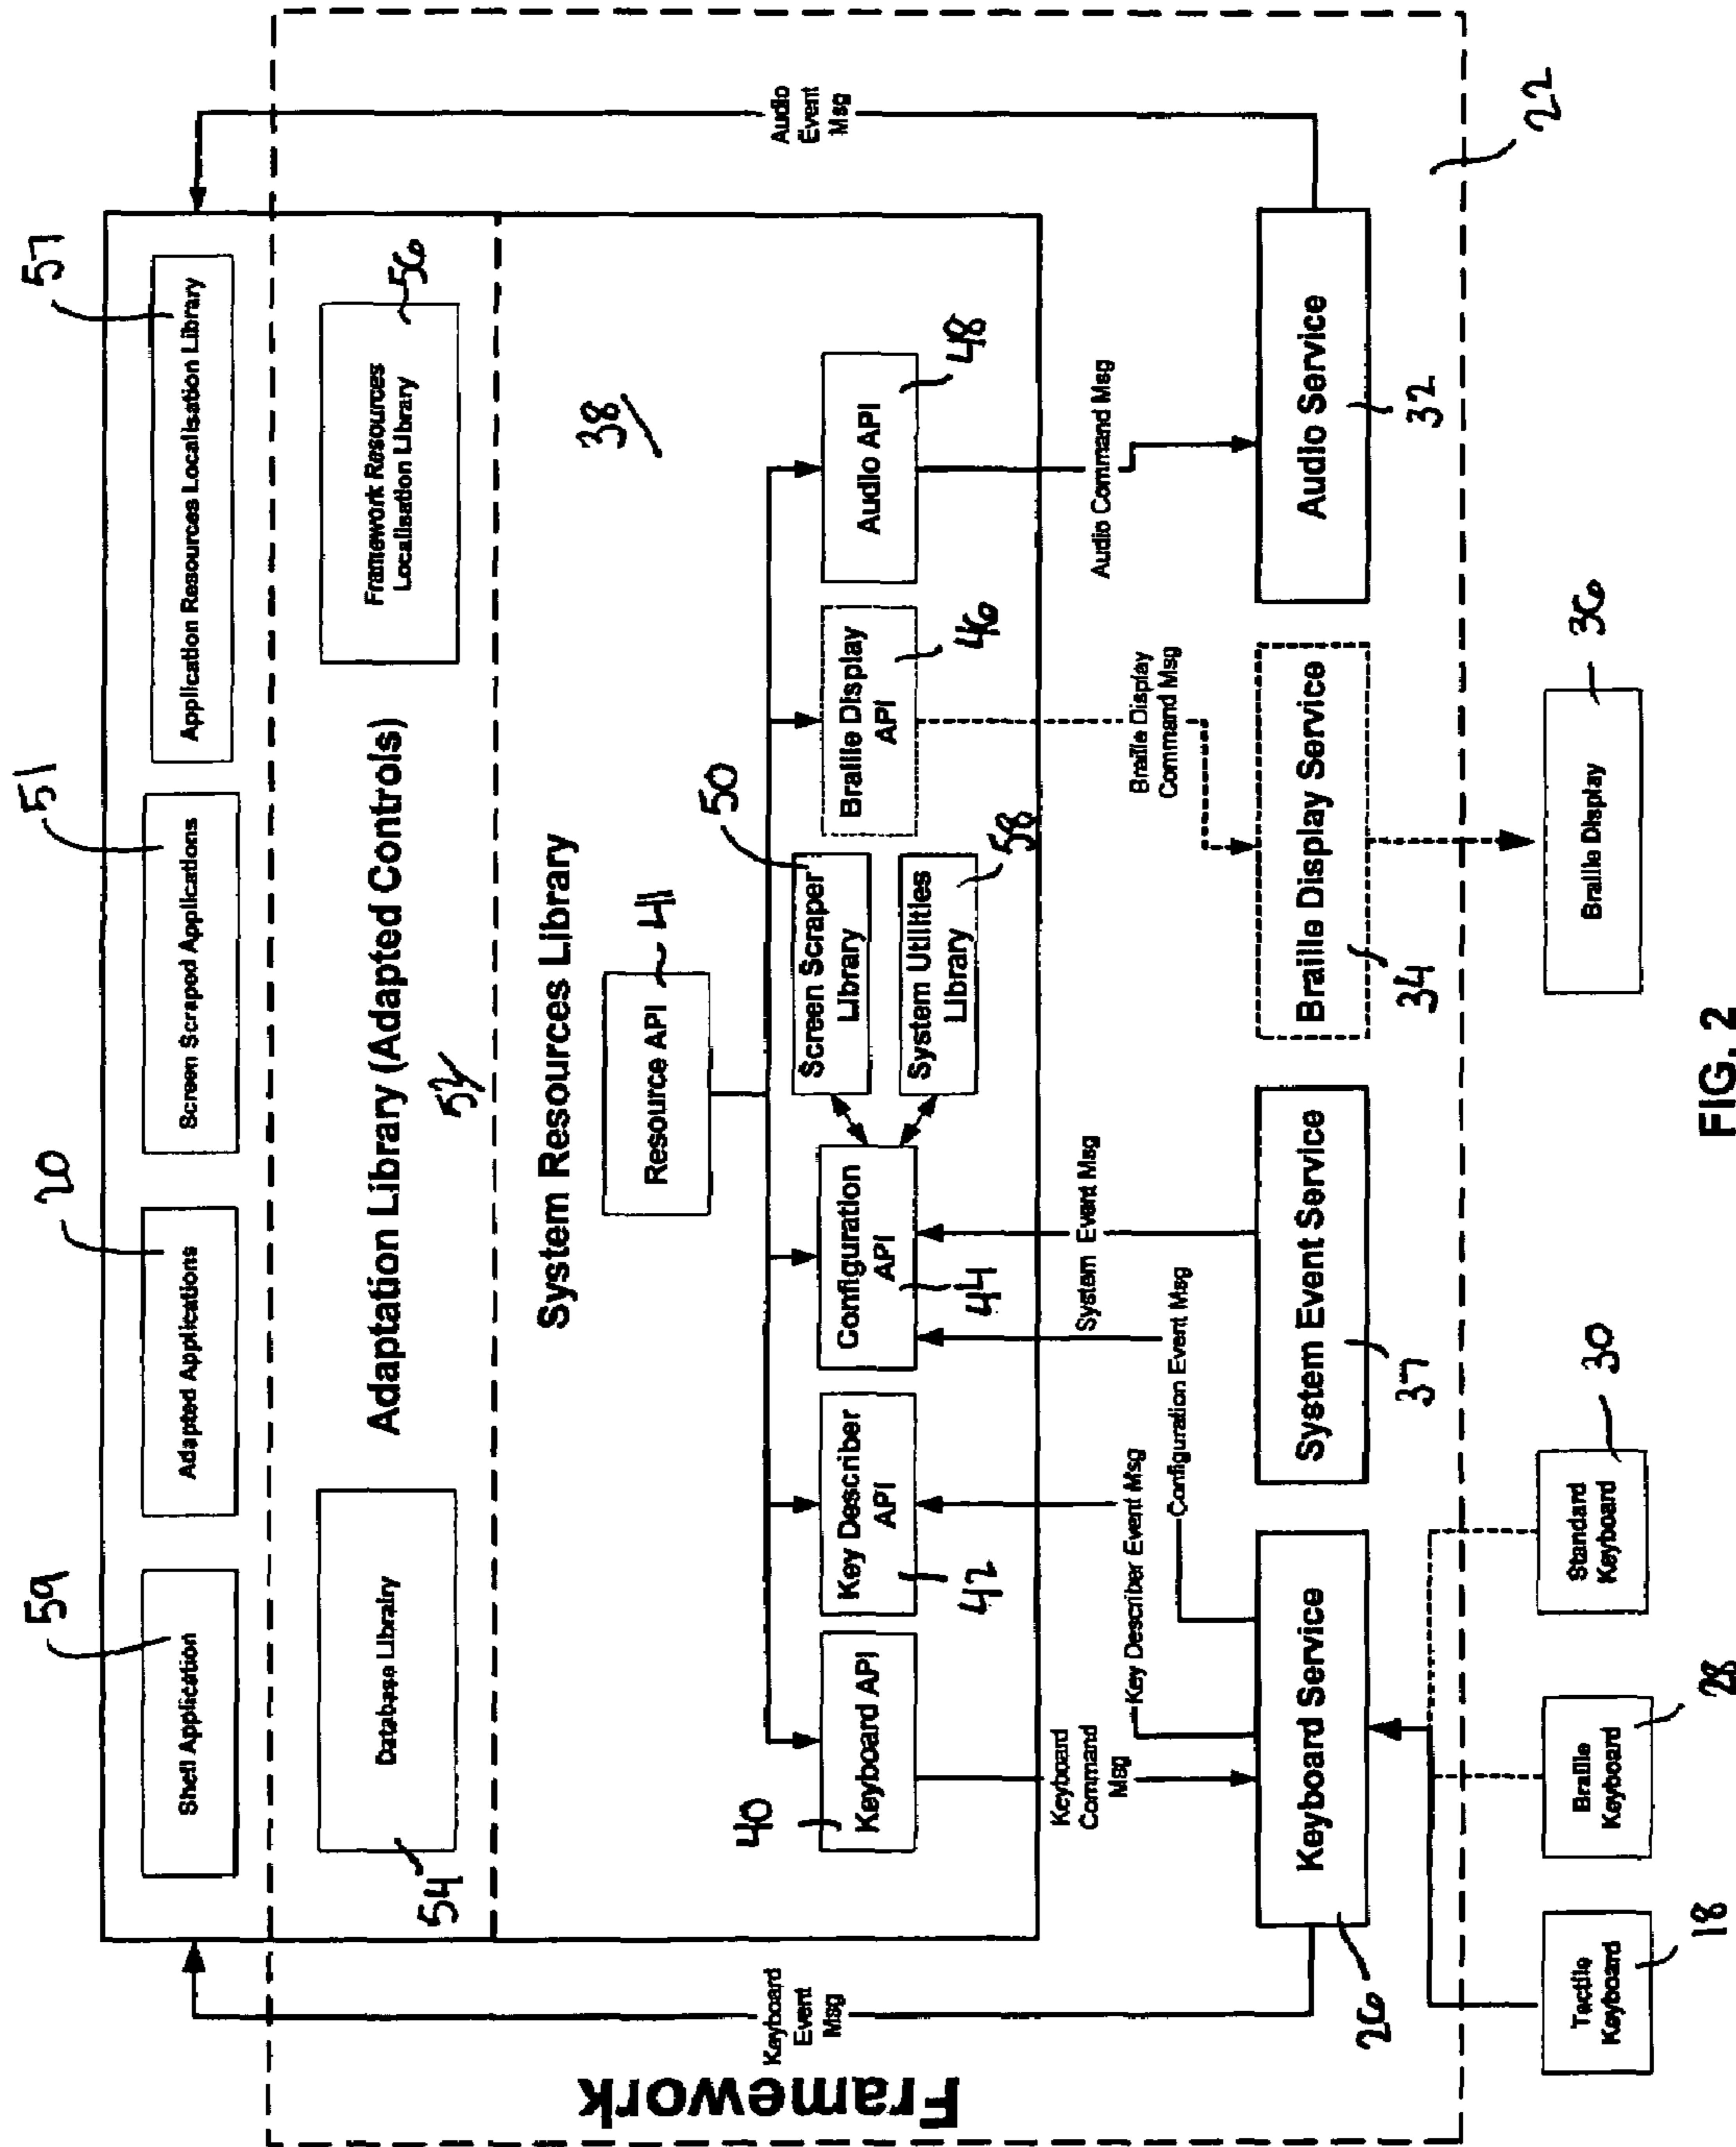 59
20
51
57
Shell Application
Adapted Applications
Screen Scraped Applications
Application Resources Localisation Library
Database Library
54
Adaptation Library (Adapted Controls)
52
Framework Resources
Localisation Library
56
System Resources Library
38
Resource API
41
50
40
Keyboard API
Key Describer
API
42
Configuration
API
44
Screen Scraper
Library
System Utilities
Library
58
Braille Display
API
46
Audio API
48
Keyboard
Event
Msg
Keyboard
Command
Msg
Key Describer Event Msg
Configuration Event Msg
System Event Msg
Braille Display
Command Msg
Audio Command Msg
Audio
Event
Msg
Keyboard Service
26
System Event Service
37
Braille Display Service
34
Audio Service
32
Framework
22
Tactile
Keyboard
18
Braille
Keyboard
28
Standard
Keyboard
30
Braille Display
36
FIG. 2